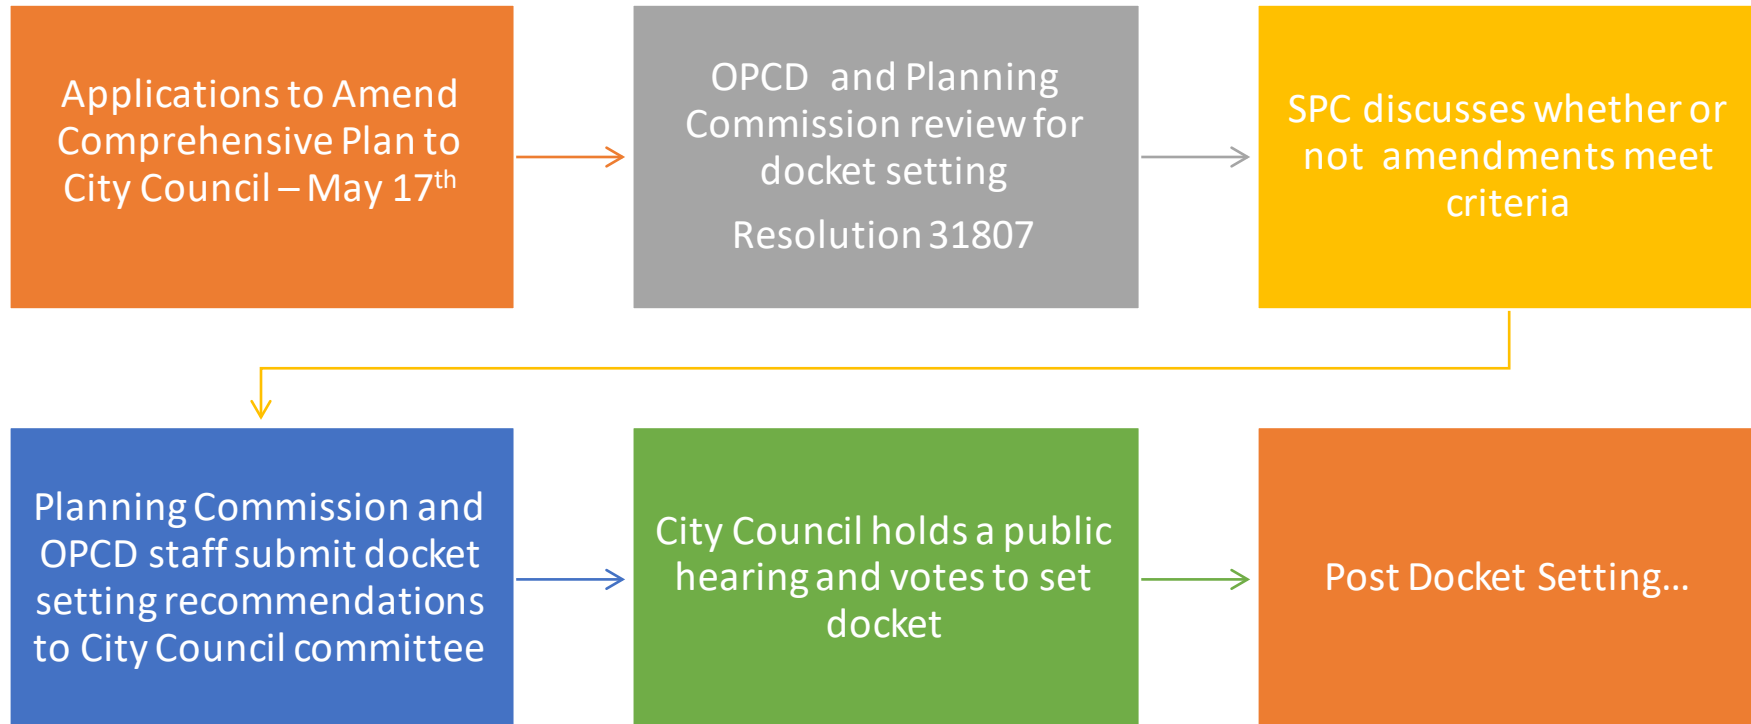 Applications to Amend
Comprehensive Plan to
City Council – May 17th
OPCD and Planning
Commission review for
docket setting
Resolution 31807
SPC discusses whether or
not amendments meet
criteria
Planning Commission and
OPCD staff submit docket
setting recommendations
to City Council committee
City Council holds a public
hearing and votes to set
docket
Post Docket Setting...